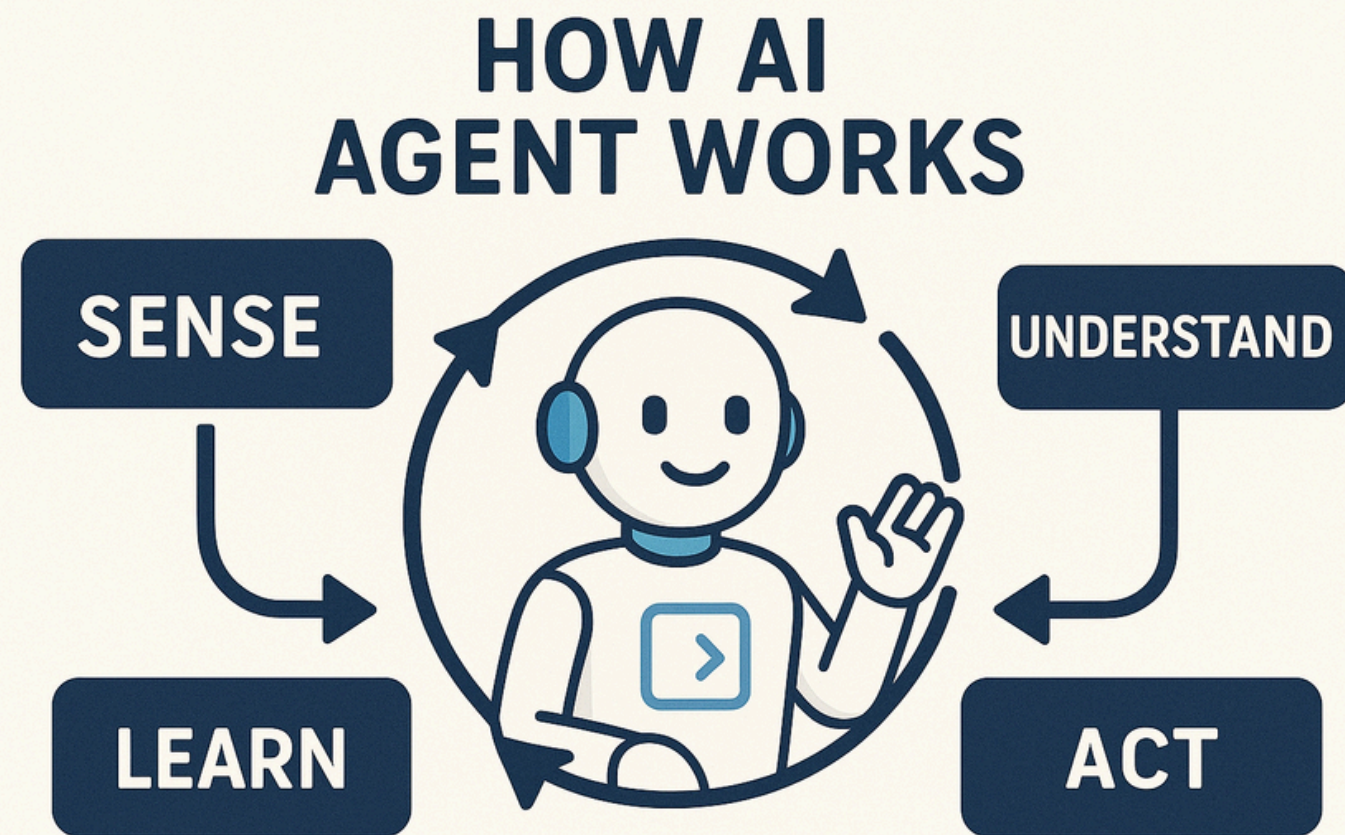 HOW AI
AGENT WORKS
SENSE
UNDERSTAND
LEARN
ACT